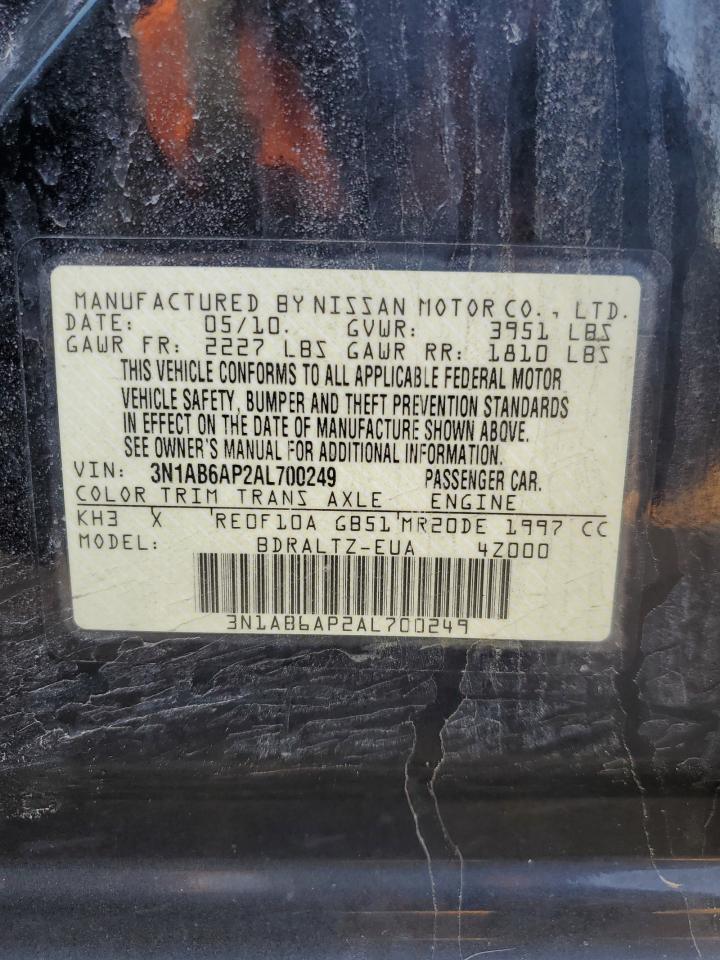 MANUFACTURED BY NISSAN MOTOR CO., LTD.
DATE: 05/10. GVWR: 3951 LBS
GAWR FR: 2227 LBS GAWR RR: 1810 LBS
THIS VEHICLE CONFORMS TO ALL APPLICABLE FEDERAL MOTOR
VEHICLE SAFETY, BUMPER AND THEFT PREVENTION STANDARDS
IN EFFECT ON THE DATE OF MANUFACTURE SHOWN ABOVE.
SEE OWNER'S MANUAL FOR ADDITIONAL INFORMATION.
VIN: 3N1AB6AP2AL700249 PASSENGER CAR.
COLOR TRIM TRANS AXLE ENGINE
KH3 X RE0F10A GB51 MR20DE 1997 CC
MODEL: BDRALTZ-EUA 4Z000
3N1AB6AP2AL700249